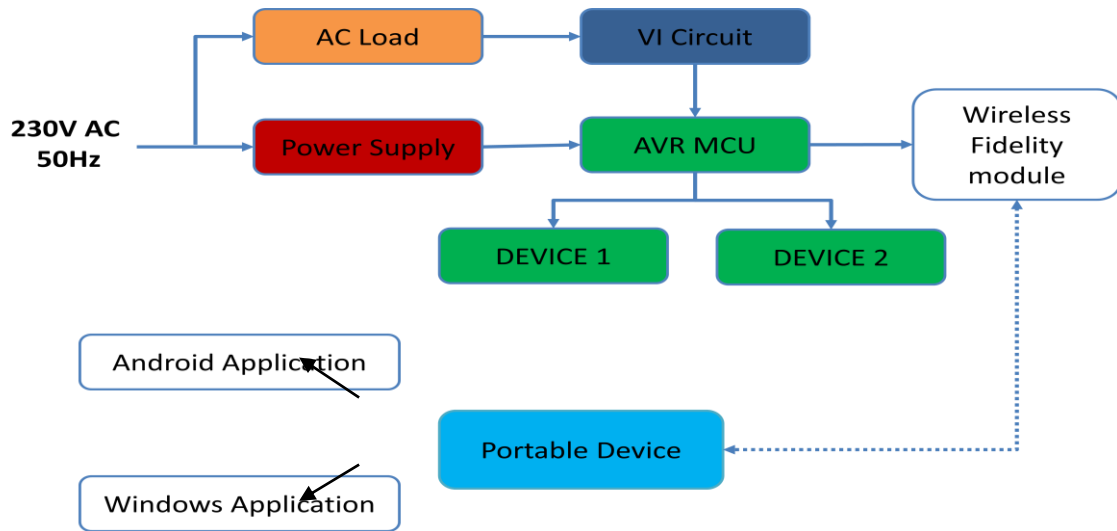 AC Load
VI Circuit
230V AC
50Hz
Power Supply
AVR MCU
Wireless
Fidelity
module
DEVICE 1
DEVICE 2
Android Application
Portable Device
Windows Application